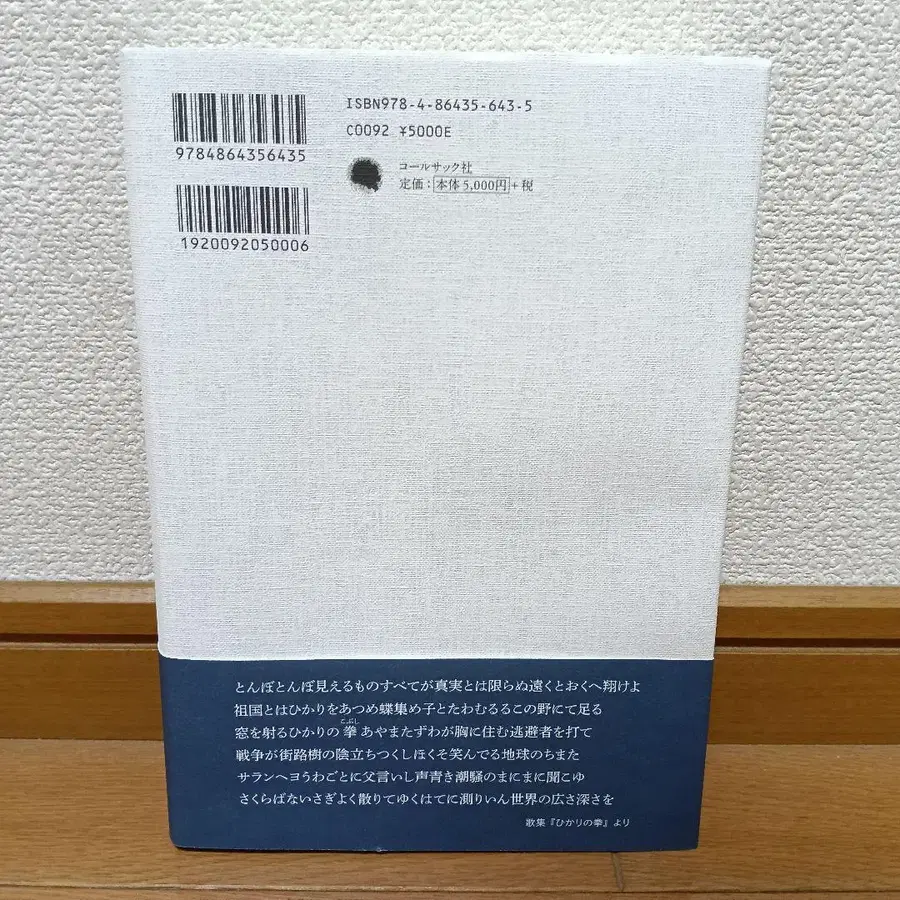 ISBN978-4-86435-643-5
C0092 ¥5000E
9784864356435
コールサック社
定価：本体 5,000円+税
1920092050006
とんぼとんぼ見えるものすべてが真実とは限らぬ遠くとおくへ翔けよ
祖国とはひかりをあつめ蝶集め子とたわむるるこの野にて足る
こぶし
窓を射るひかりの拳あやまたずわが胸に住む逃避者を打て
戦争が街路樹の陰立ちつくしほくそ笑んでる地球のちまた
サランヘヨうわごとに父言いし声青き潮騒のまにまに聞こゆ
さくらばないさぎよく散りてゆくはてに測りいん世界の広さ深さを
歌集『ひかりの拳』より